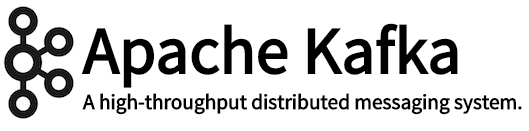 Apache Kafka
A high-throughput distributed messaging system.